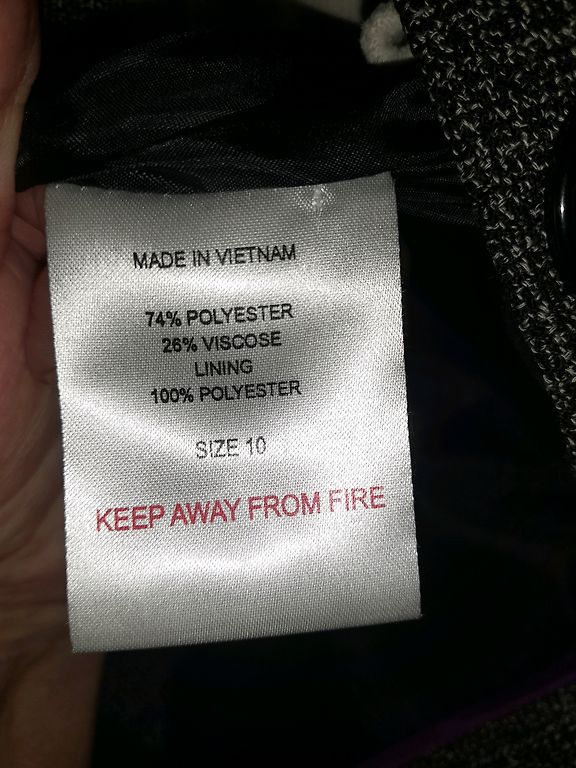 MADE IN VIETNAM
74% POLYESTER
26% VISCOSE
LINING
100% POLYESTER
SIZE 10
KEEP AWAY FROM FIRE